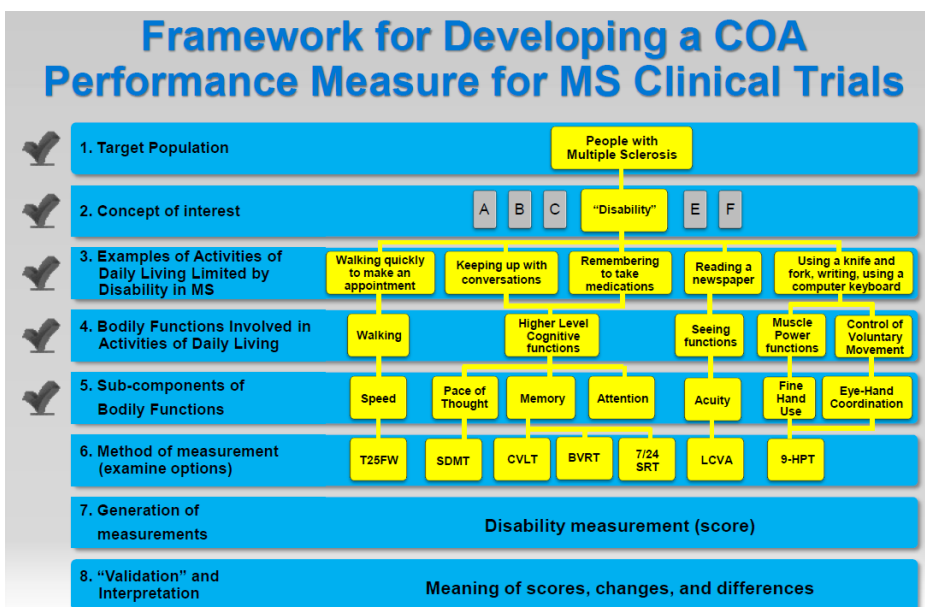 Framework for Developing a COA
Performance Measure for MS Clinical Trials
1. Target Population
People with
Multiple Sclerosis
2. Concept of interest
A
B
C
“Disability”
E
F
3. Examples of Activities of
Daily Living Limited by
Disability in MS
Walking quickly
to make an
appointment
Keeping up with
conversations
Remembering
to take
medications
Reading a
newspaper
Using a knife and
fork, writing, using a
computer keyboard
4. Bodily Functions Involved in
Activities of Daily Living
Walking
Higher Level
Cognitive
functions
Seeing
functions
Muscle
Power
functions
Control of
Voluntary
Movement
5. Sub-components of
Bodily Functions
Speed
Pace of
Thought
Memory
Attention
Acuity
Fine
Hand
Use
Eye-Hand
Coordination
6. Method of measurement
(examine options)
T25FW
SDMT
CVLT
BVRT
7/24
SRT
LCVA
9-HPT
7. Generation of
measurements
Disability measurement (score)
8. “Validation” and
Interpretation
Meaning of scores, changes, and differences